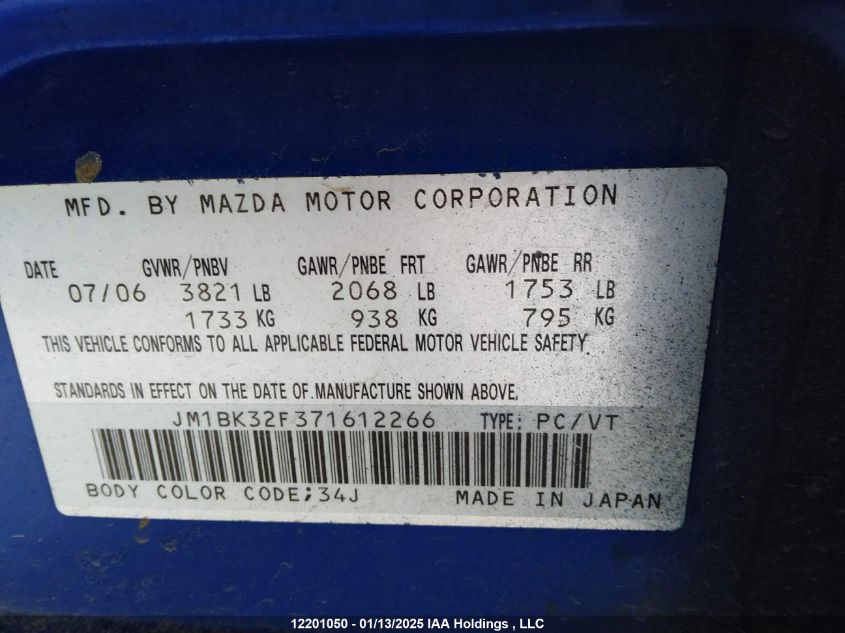 MFD. BY MAZDA MOTOR CORPORATION
DATE GVWR/PNBV GAWR/PNBE FRT GAWR/PNBE RR
07/06 3821 LB 2068 LB 1753 LB
1733 KG 938 KG 795 KG
THIS VEHICLE CONFORMS TO ALL APPLICABLE FEDERAL MOTOR VEHICLE SAFETY
STANDARDS IN EFFECT ON THE DATE OF MANUFACTURE SHOWN ABOVE.
JM1BK32F371612266 TYPE: PC/VT
BODY COLOR CODE;34J MADE IN JAPAN
12201050 - 01/13/2025 IAA Holdings , LLC